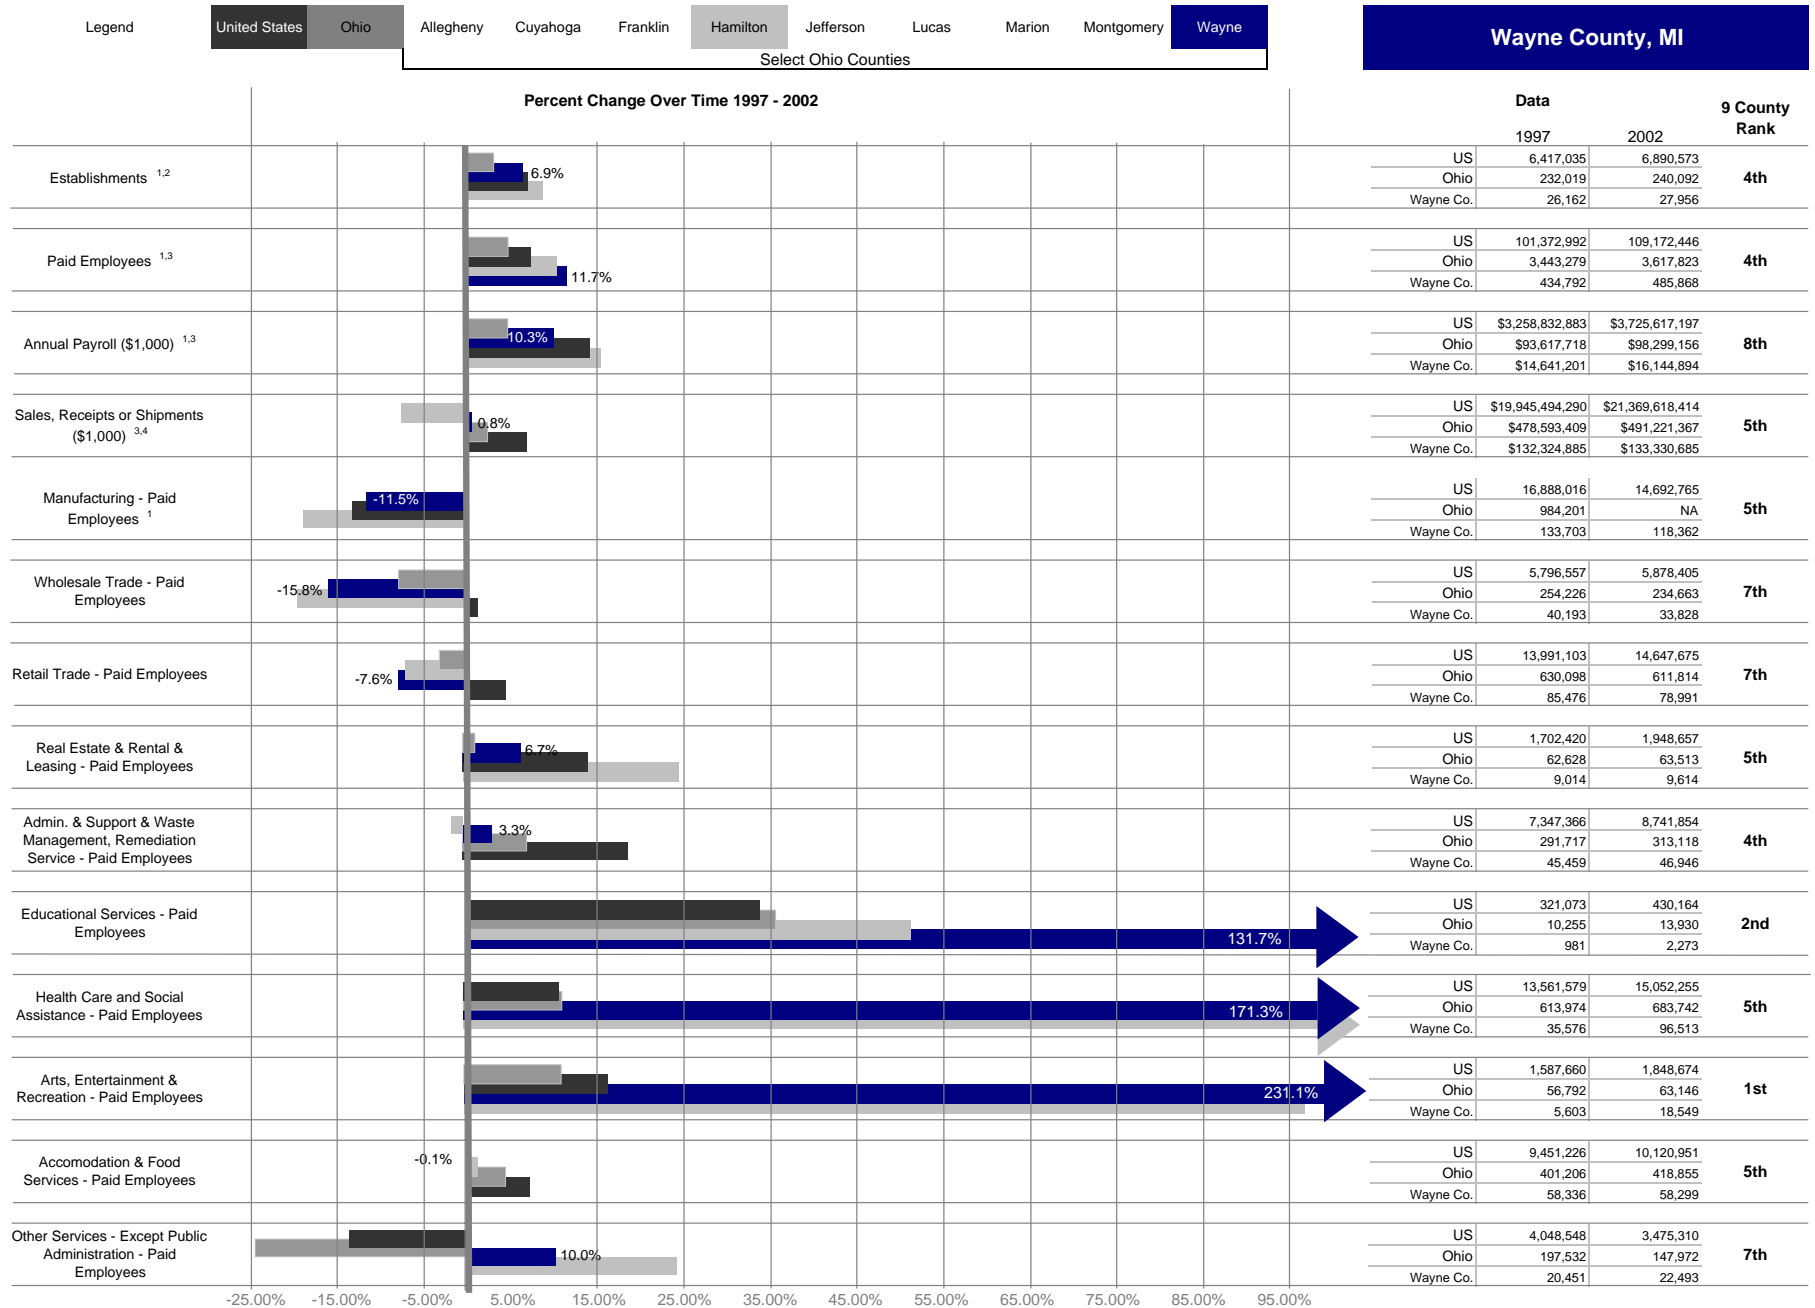 Legend United States Ohio Allegheny Cuyahoga Franklin Hamilton Jefferson Lucas Marion Montgomery Wayne
Select Ohio Counties
Wayne County, MI
Percent Change Over Time 1997 - 2002
Data
1997 2002
9 County
Rank
Establishments 1,2
6.9%
US 6,417,035 6,890,573
Ohio 232,019 240,092
Wayne Co. 26,162 27,956
4th
Paid Employees 1,3
11.7%
US 101,372,992 109,172,446
Ohio 3,443,279 3,617,823
Wayne Co. 434,792 485,868
4th
Annual Payroll ($1,000) 1,3
10.3%
US $3,258,832,883 $3,725,617,197
Ohio $93,617,718 $98,299,156
Wayne Co. $14,641,201 $16,144,894
8th
Sales, Receipts or Shipments
($1,000) 3,4
0.8%
US $19,945,494,290 $21,369,618,414
Ohio $478,593,409 $491,221,367
Wayne Co. $132,324,885 $133,330,685
5th
Manufacturing - Paid
Employees 1
-11.5%
US 16,888,016 14,692,765
Ohio 984,201 NA
Wayne Co. 133,703 118,362
5th
Wholesale Trade - Paid
Employees
-15.8%
US 5,796,557 5,878,405
Ohio 254,226 234,663
Wayne Co. 40,193 33,828
7th
Retail Trade - Paid Employees
-7.6%
US 13,991,103 14,647,675
Ohio 630,098 611,814
Wayne Co. 85,476 78,991
7th
Real Estate & Rental &
Leasing - Paid Employees
6.7%
US 1,702,420 1,948,657
Ohio 62,628 63,513
Wayne Co. 9,014 9,614
5th
Admin. & Support & Waste
Management, Remediation
Service - Paid Employees
3.3%
US 7,347,366 8,741,854
Ohio 291,717 313,118
Wayne Co. 45,459 46,946
4th
Educational Services - Paid
Employees
131.7%
US 321,073 430,164
Ohio 10,255 13,930
Wayne Co. 981 2,273
2nd
Health Care and Social
Assistance - Paid Employees
171.3%
US 13,561,579 15,052,255
Ohio 613,974 683,742
Wayne Co. 35,576 96,513
5th
Arts, Entertainment &
Recreation - Paid Employees
231.1%
US 1,587,660 1,848,674
Ohio 56,792 63,146
Wayne Co. 5,603 18,549
1st
Accomodation & Food
Services - Paid Employees
-0.1%
US 9,451,226 10,120,951
Ohio 401,206 418,855
Wayne Co. 58,336 58,299
5th
Other Services - Except Public
Administration - Paid
Employees
10.0%
US 4,048,548 3,475,310
Ohio 197,532 147,972
Wayne Co. 20,451 22,493
7th
-25.00% -15.00% -5.00% 5.00% 15.00% 25.00% 35.00% 45.00% 55.00% 65.00% 75.00% 85.00% 95.00%